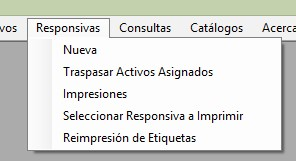 vos Responsivas Consultas Catálogos Acerca
Nueva
Traspasar Activos Asignados
Impresiones
Seleccionar Responsiva a Imprimir
Reimpresión de Etiquetas